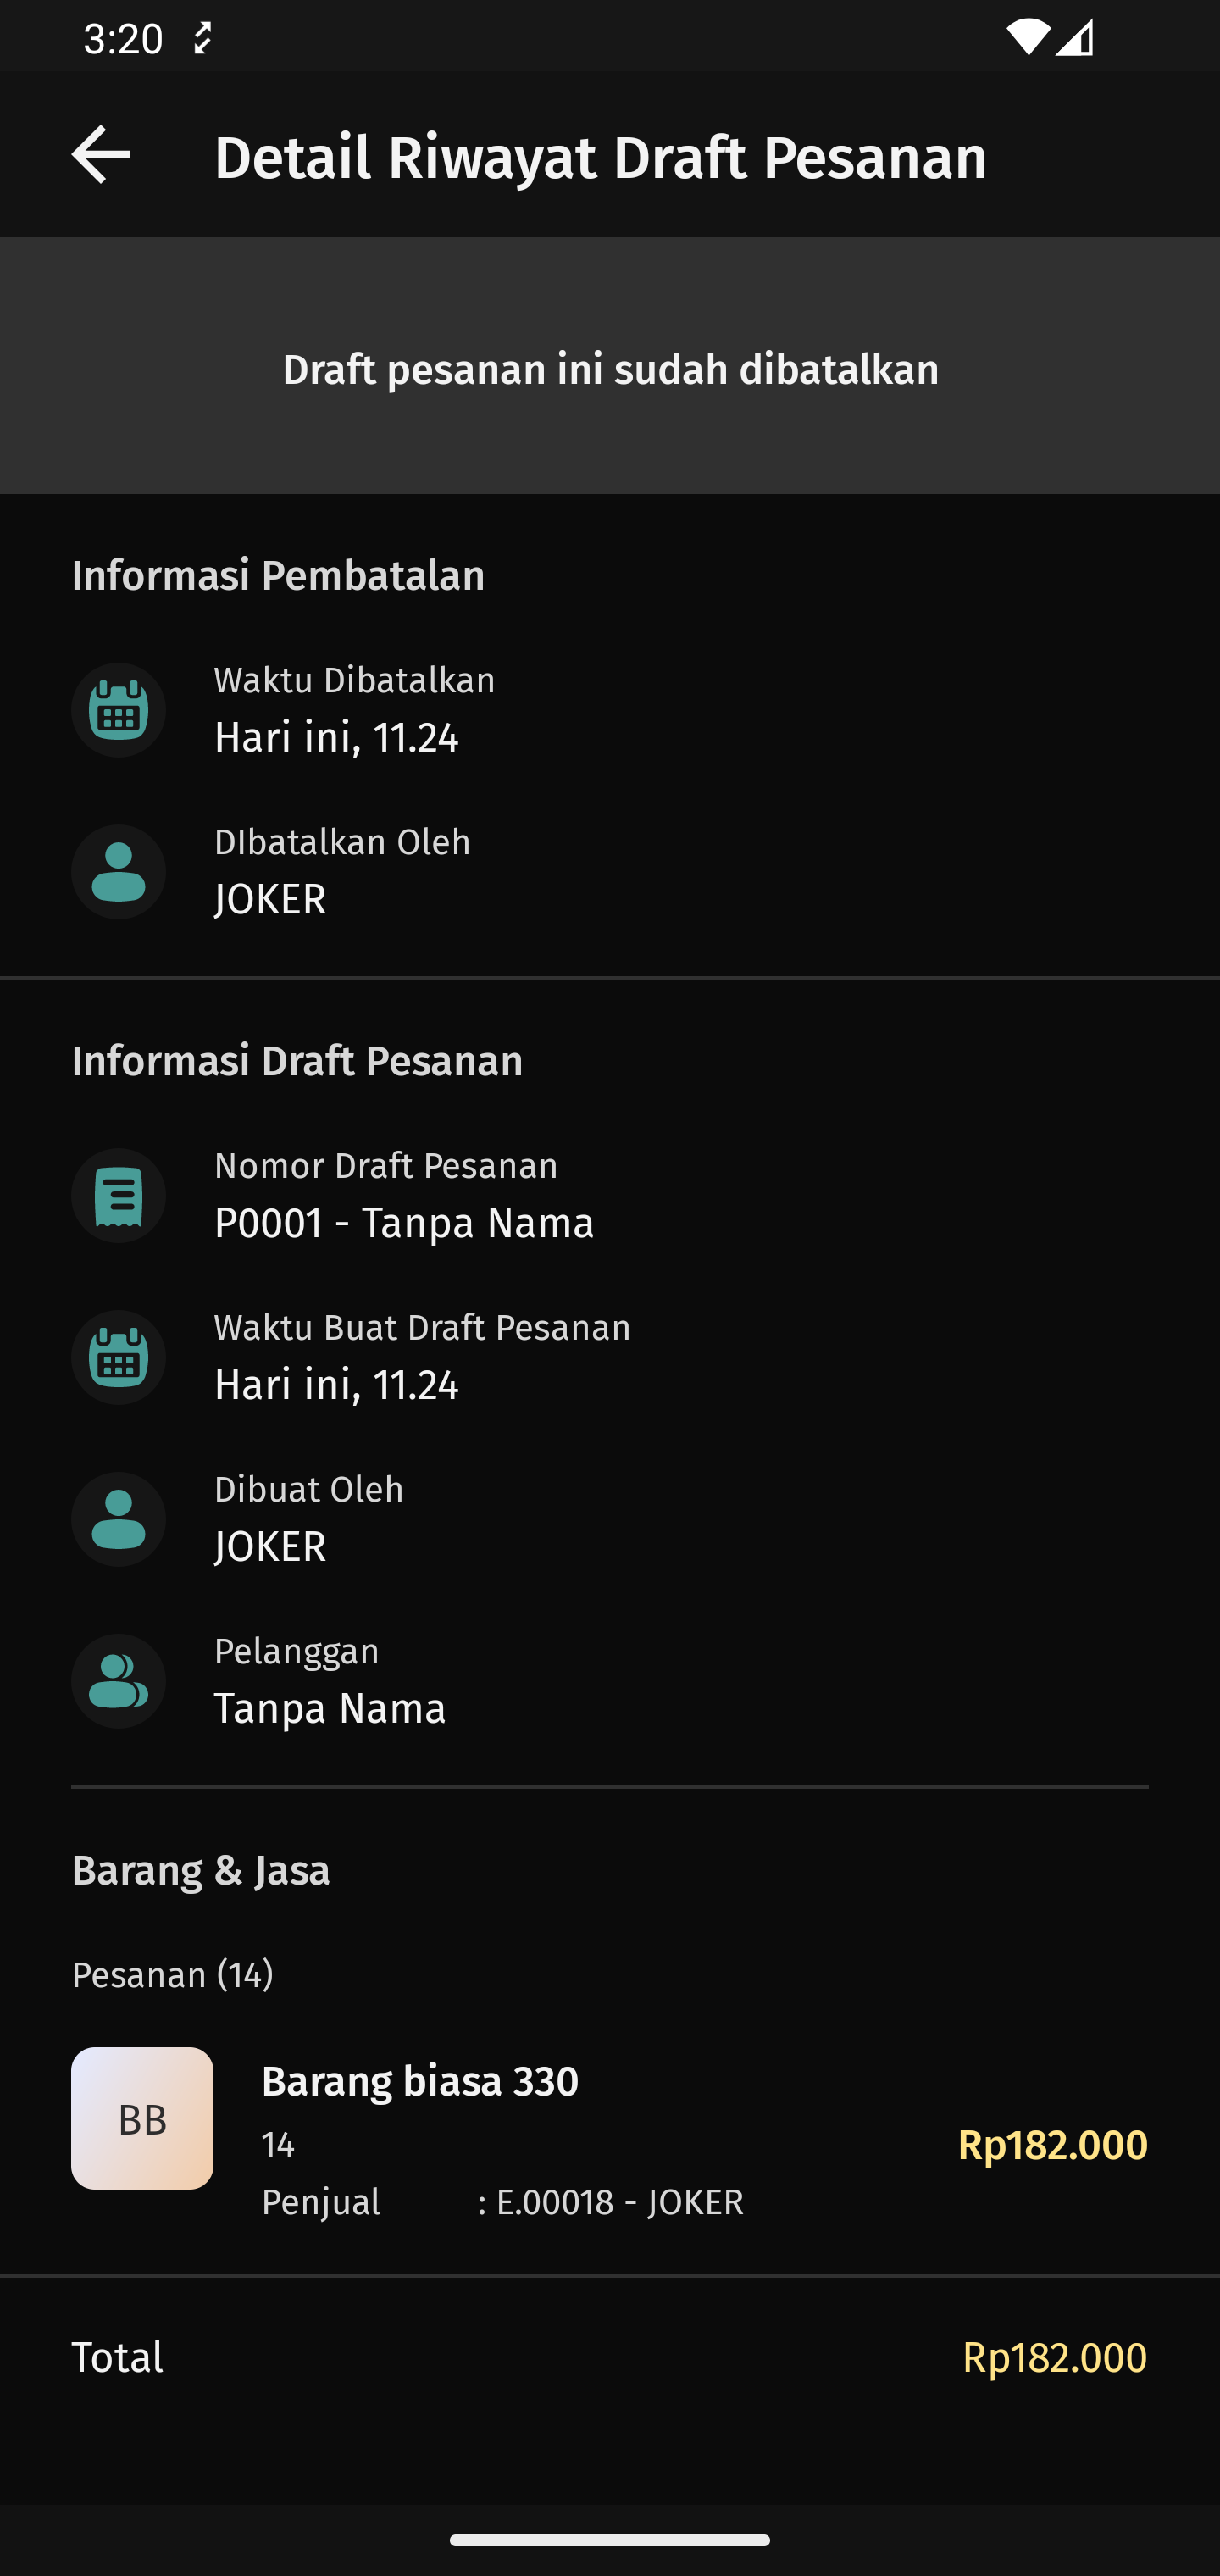 3:20
Detail Riwayat Draft Pesanan
Draft pesanan ini sudah dibatalkan
Informasi Pembatalan
Waktu Dibatalkan
Hari ini, 11.24
DIbatalkan Oleh
JOKER
Informasi Draft Pesanan
Nomor Draft Pesanan
P0001 - Tanpa Nama
Waktu Buat Draft Pesanan
Hari ini, 11.24
Dibuat Oleh
JOKER
Pelanggan
Tanpa Nama
Barang & Jasa
Pesanan (14)
BB
Barang biasa 330
14
Rp182.000
Penjual : E.00018 - JOKER
Total Rp182.000